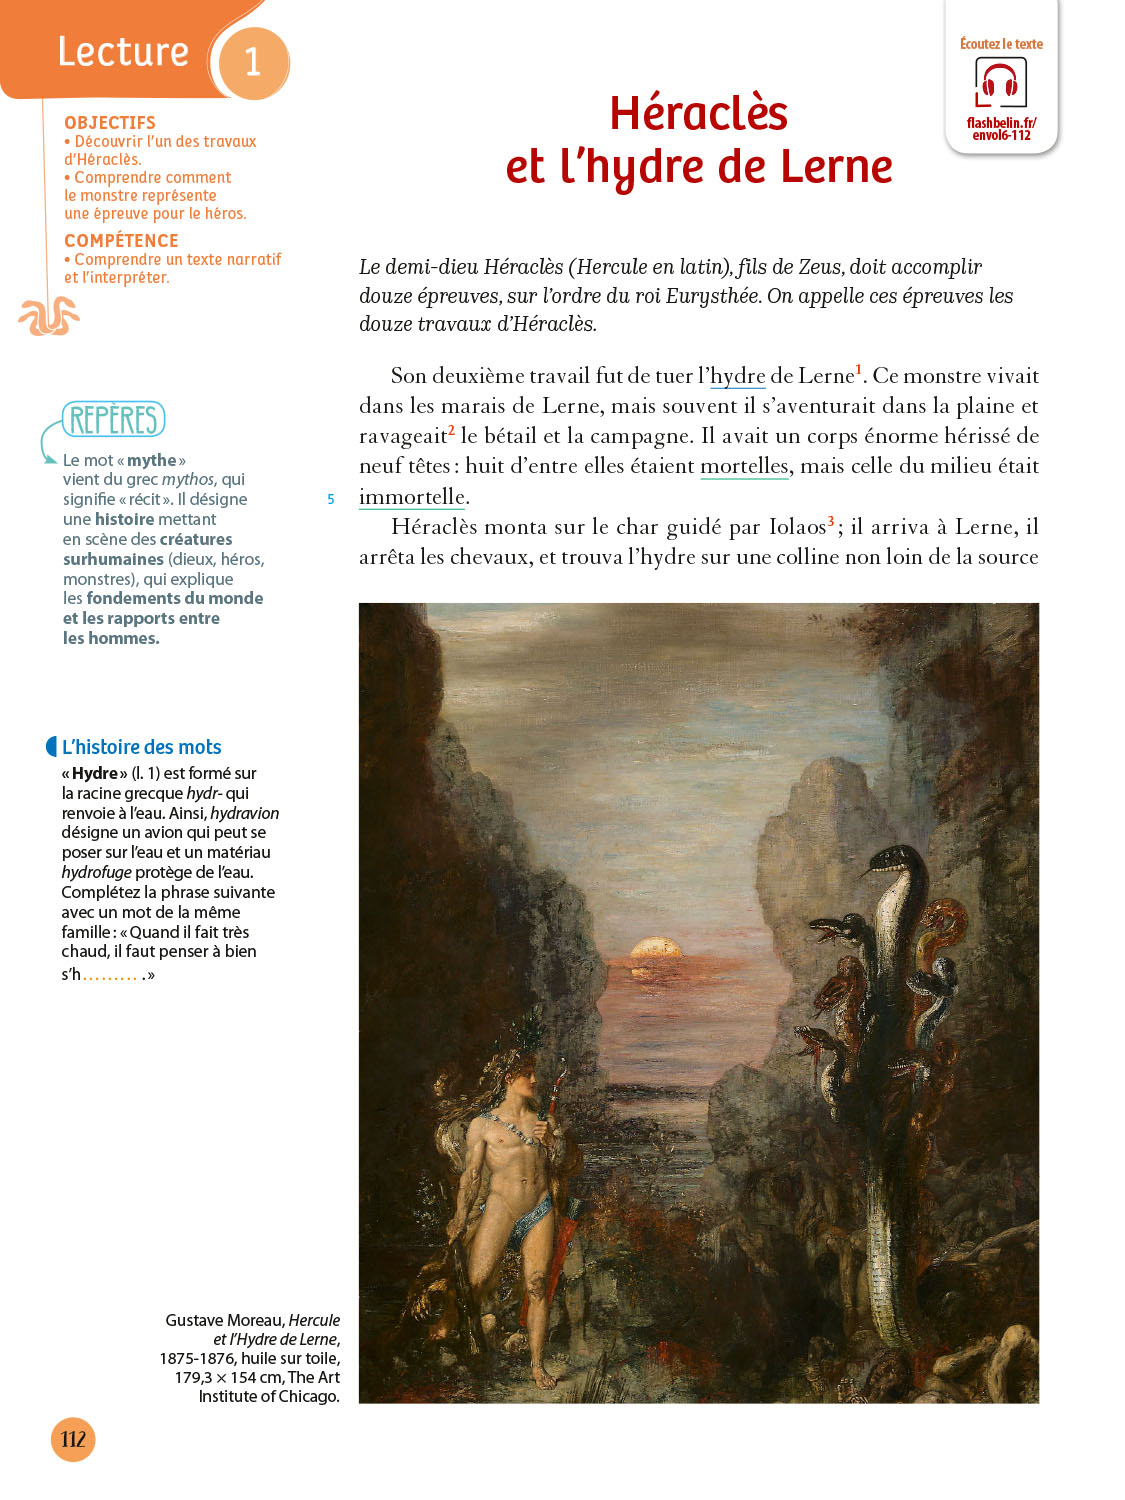 Lecture 1
OBJECTIFS
• Découvrir l'un des travaux
d'Héraclès.
• Comprendre comment
le monstre représente
une épreuve pour le héros.
COMPÉTENCE
• Comprendre un texte narratif
et l'interpréter.
Écoutez le texte
flashbelin.fr/
envol6-112
Héraclès
et l'hydre de Lerne
Le demi-dieu Héraclès (Hercule en latin), fils de Zeus, doit accomplir
douze épreuves, sur l'ordre du roi Eurysthée. On appelle ces épreuves les
douze travaux d'Héraclès.
Son deuxième travail fut de tuer l'hydre de Lerne1. Ce monstre vivait
dans les marais de Lerne, mais souvent il s'aventurait dans la plaine et
ravageait2 le bétail et la campagne. Il avait un corps énorme hérissé de
neuf têtes : huit d'entre elles étaient mortelles, mais celle du milieu était
5 immortelle.
Héraclès monta sur le char guidé par Iolaos3 ; il arriva à Lerne, il
arrêta les chevaux, et trouva l'hydre sur une colline non loin de la source
REPÈRES
Le mot « mythe »
vient du grec mythos, qui
signifie « récit ». Il désigne
une histoire mettant
en scène des créatures
surhumaines (dieux, héros,
monstres), qui explique
les fondements du monde
et les rapports entre
les hommes.
L'histoire des mots
« Hydre » (l. 1) est formé sur
la racine grecque hydr- qui
renvoie à l'eau. Ainsi, hydravion
désigne un avion qui peut se
poser sur l'eau et un matériau
hydrofuge protège de l'eau.
Complétez la phrase suivante
avec un mot de la même
famille : « Quand il fait très
chaud, il faut penser à bien
s'h......... . »
Gustave Moreau, Hercule
et l'Hydre de Lerne,
1875-1876, huile sur toile,
179,3 × 154 cm, The Art
Institute of Chicago.
112